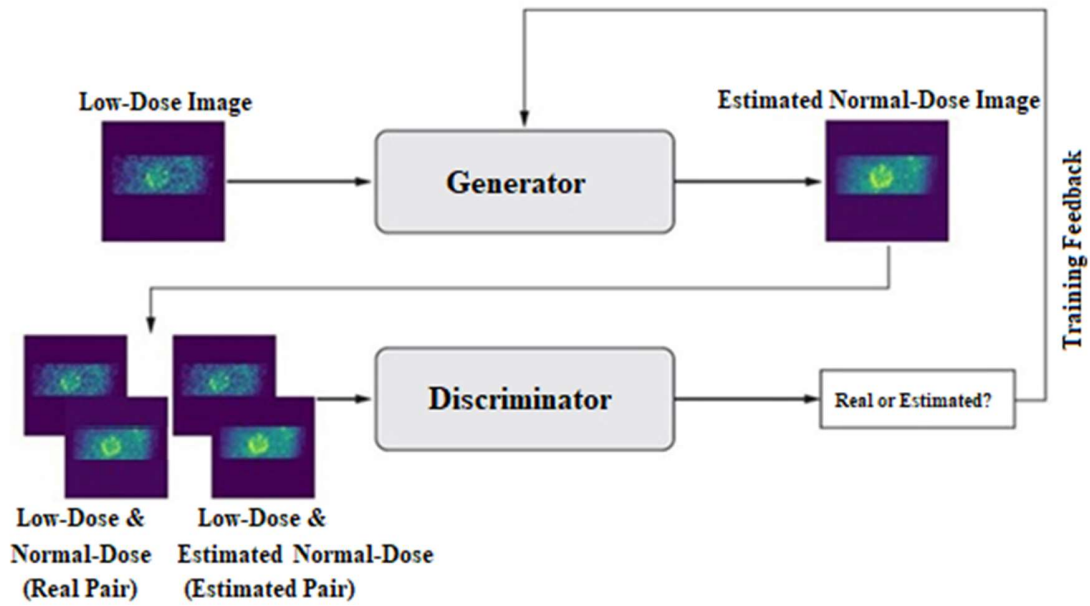 Low-Dose Image
Estimated Normal-Dose Image
Generator
Training Feedback
Discriminator
Real or Estimated?
Low-Dose &
Normal-Dose
(Real Pair)
Low-Dose &
Estimated Normal-Dose
(Estimated Pair)